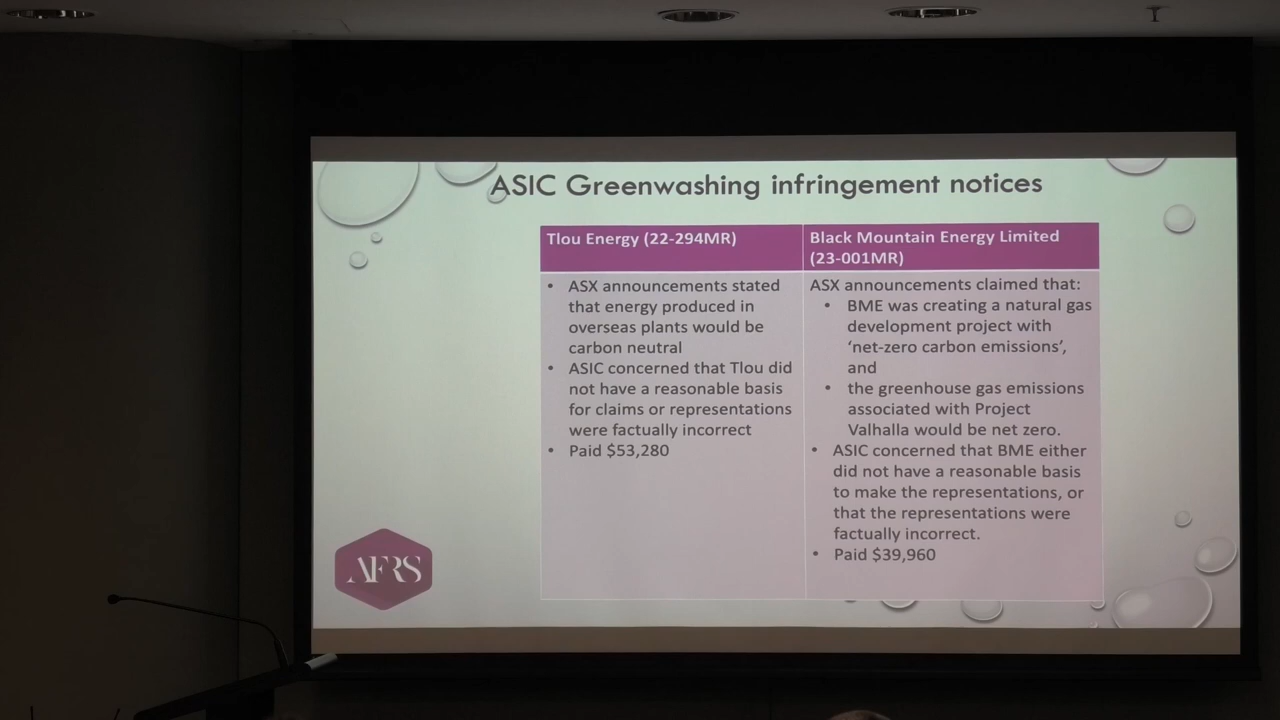 ASIC Greenwashing infringement notices
Tlou Energy (22-294MR)
• ASX announcements stated
that energy produced in
overseas plants would be
carbon neutral
• ASIC concerned that Tlou did
not have a reasonable basis
for claims or representations
were factually incorrect
• Paid $53,280
Black Mountain Energy Limited
(23-001MR)
ASX announcements claimed that:
• BME was creating a natural gas
development project with
‘net-zero carbon emissions’,
and
• the greenhouse gas emissions
associated with Project
Valhalla would be net zero.
• ASIC concerned that BME either
did not have a reasonable basis
to make the representations, or
that the representations were
factually incorrect.
• Paid $39,960
AFRS